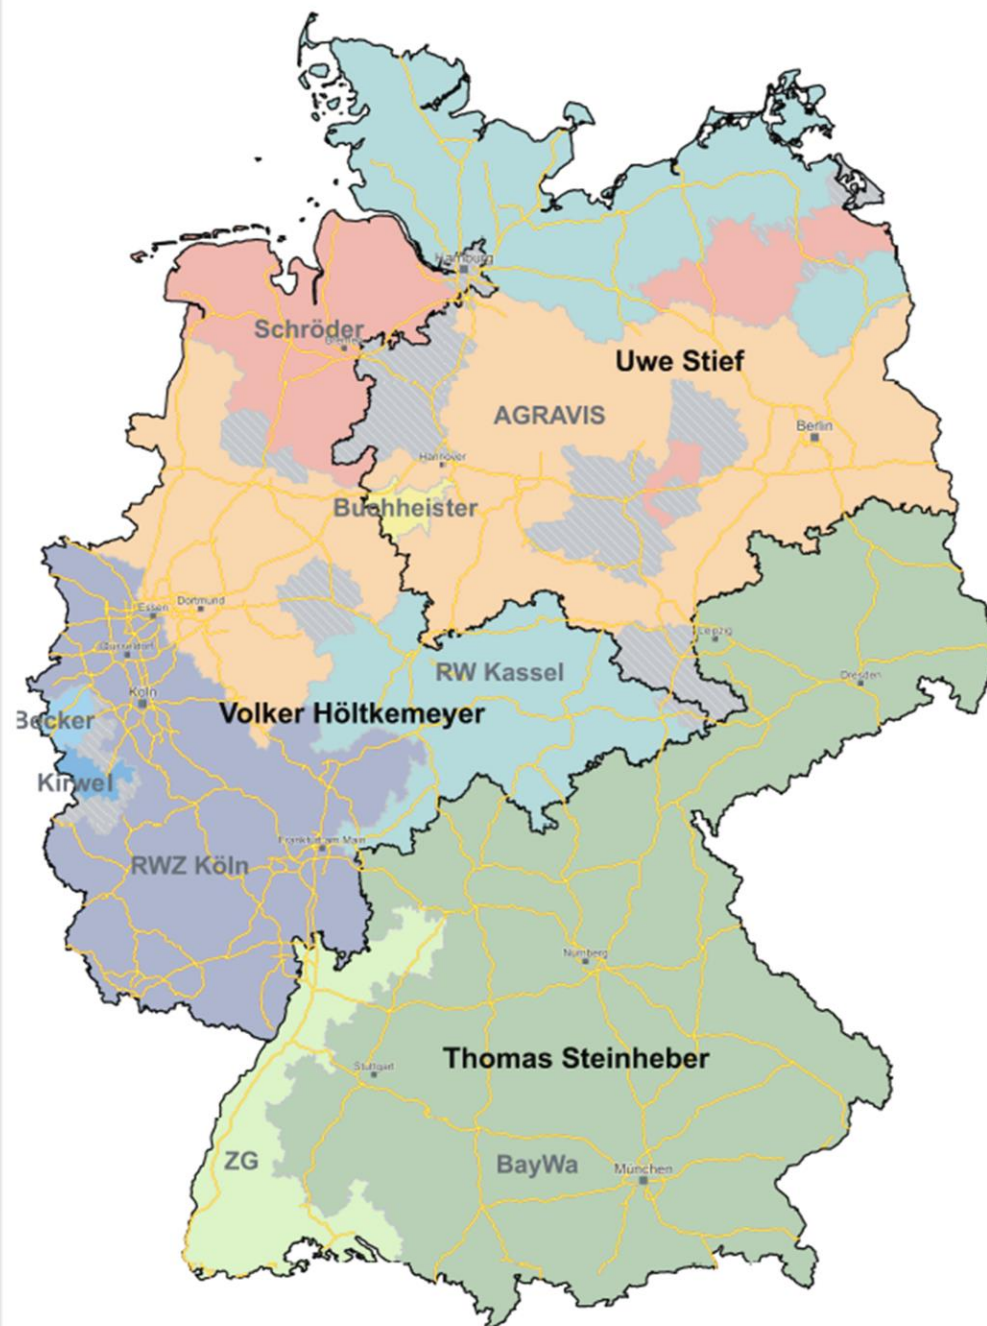 Hamburg
Schröder
Bremen
Uwe Stief
AGRAVIS
Berlin
Hannover
Buchheister
Essen
Dortmund
Düsseldorf
Leipzig
RW Kassel
Dresden
Köln
Becker
Volker Höltkemeyer
Kirwel
Frankfurt am Main
RWZ Köln
Nürnberg
Thomas Steinheber
Stuttgart
ZG
BayWa
München